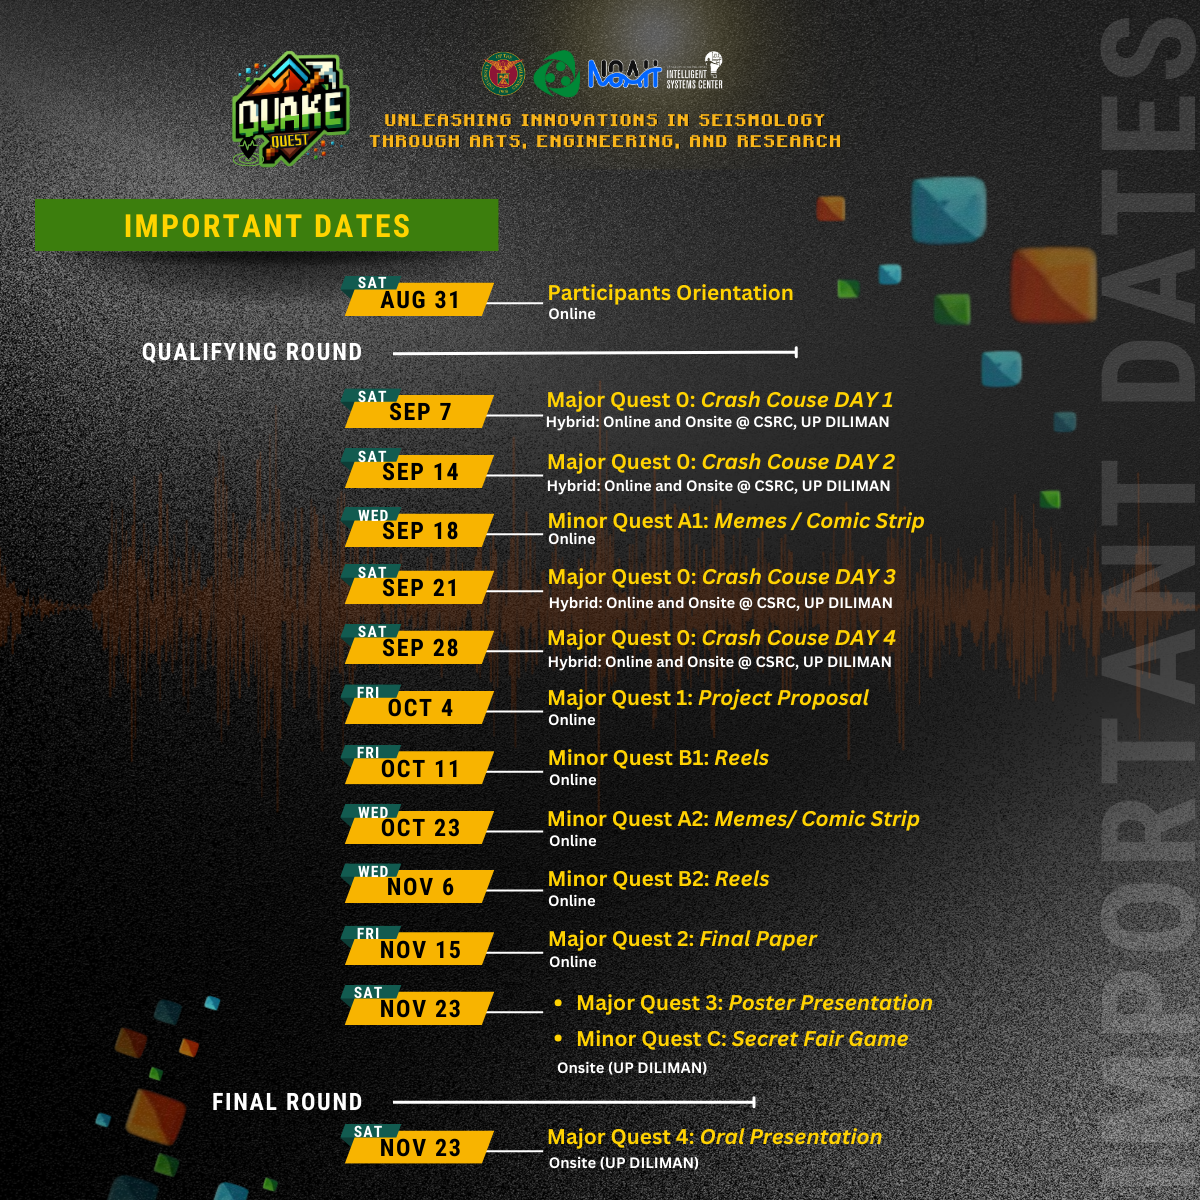 QUAKE
QUEST
NOAH
INTELLIGENT
SYSTEMS CENTER
UNLEASHING INNOVATIONS IN SEISMOLOGY
THROUGH ARTS, ENGINEERING, AND RESEARCH
IMPORTANT DATES
IMPORTANT DATES
SAT
AUG 31
Participants Orientation
Online
QUALIFYING ROUND
SAT
SEP 7
Major Quest 0: Crash Couse DAY 1
Hybrid: Online and Onsite @ CSRC, UP DILIMAN
SAT
SEP 14
Major Quest 0: Crash Couse DAY 2
Hybrid: Online and Onsite @ CSRC, UP DILIMAN
WED
SEP 18
Minor Quest A1: Memes / Comic Strip
Online
SAT
SEP 21
Major Quest 0: Crash Couse DAY 3
Hybrid: Online and Onsite @ CSRC, UP DILIMAN
SAT
SEP 28
Major Quest 0: Crash Couse DAY 4
Hybrid: Online and Onsite @ CSRC, UP DILIMAN
FRI
OCT 4
Major Quest 1: Project Proposal
Online
FRI
OCT 11
Minor Quest B1: Reels
Online
WED
OCT 23
Minor Quest A2: Memes/ Comic Strip
Online
WED
NOV 6
Minor Quest B2: Reels
Online
FRI
NOV 15
Major Quest 2: Final Paper
Online
SAT
NOV 23
• Major Quest 3: Poster Presentation
• Minor Quest C: Secret Fair Game
Onsite (UP DILIMAN)
FINAL ROUND
SAT
NOV 23
Major Quest 4: Oral Presentation
Onsite (UP DILIMAN)